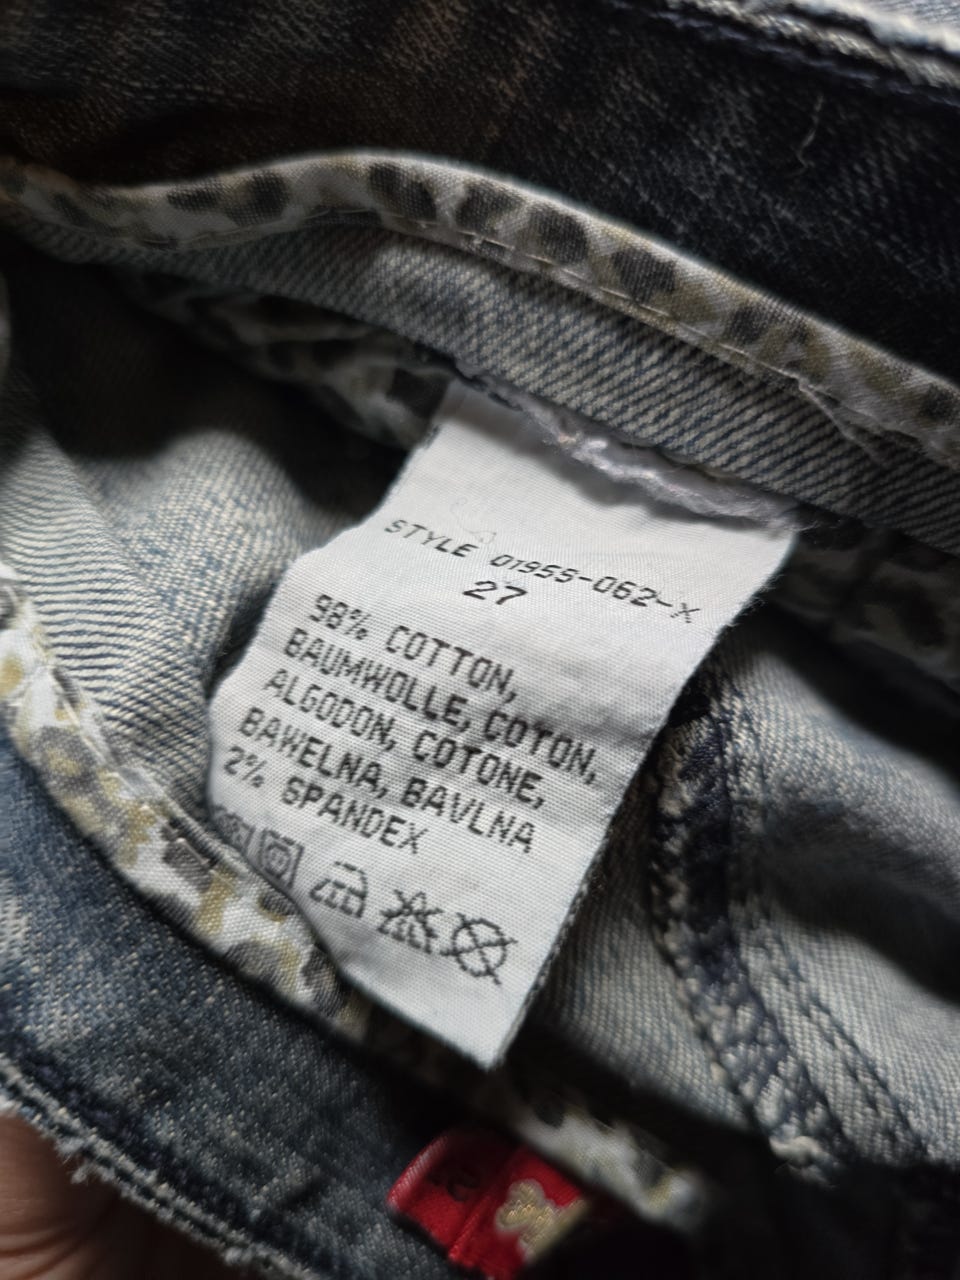 STYLE 01955-062-X
27
98% COTTON,
BAUMWOLLE, COTON,
ALGODON, COTONE,
BAWELNA, BAVLNA
2% SPANDEX